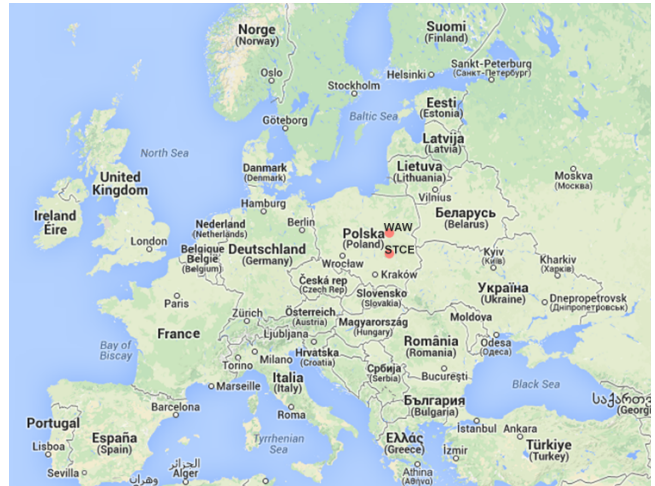 Norge
(Norway)
Suomi
(Finland)
Oslo
Helsinki
Sankt-Peterburg
(Санкт-Петербург)
Stockholm
Eesti
(Estonia)
Baltic Sea
Göteborg
Latvija
(Latvia)
North Sea
Danmark
(Denmark)
Lietuva
(Lithuania)
Moskva
(Москва)
United
Kingdom
Vilnius
Ireland
Éire
Hamburg
Беларусь
(Belarus)
Nederland
(Netherlands)
Berlin
Polska
(Poland)
WAW
London
België
Belgique
(Belgium)
Deutschland
(Germany)
STCE
Wrocław
Kyiv
(Київ)
Kharkiv
(Харків)
Kraków
Česká rep
(Czech Rep)
Україна
(Ukraine)
Paris
Slovensko
(Slovakia)
Dnepropetrovsk
(Дніпропетровськ)
Zürich
Österreich
(Austria)
Magyarország
(Hungary)
Moldova
France
Ljubljana
România
(Romania)
Odesa
(Одеса)
Bay of
Biscay
Hrvatska
(Croatia)
Torino
Milano
Србија
(Serbia)
București
Marseille
Italia
(Italy)
Black Sea
България
(Bulgaria)
Portugal
Barcelona
Roma
İstanbul
Ankara
Lisboa
España
(Spain)
Tyrrhenian
Sea
Ελλάς
(Greece)
İzmir
Türkiye
(Turkey)
Sevilla
الجزائر
Alger
Athina
(Αθήνα)